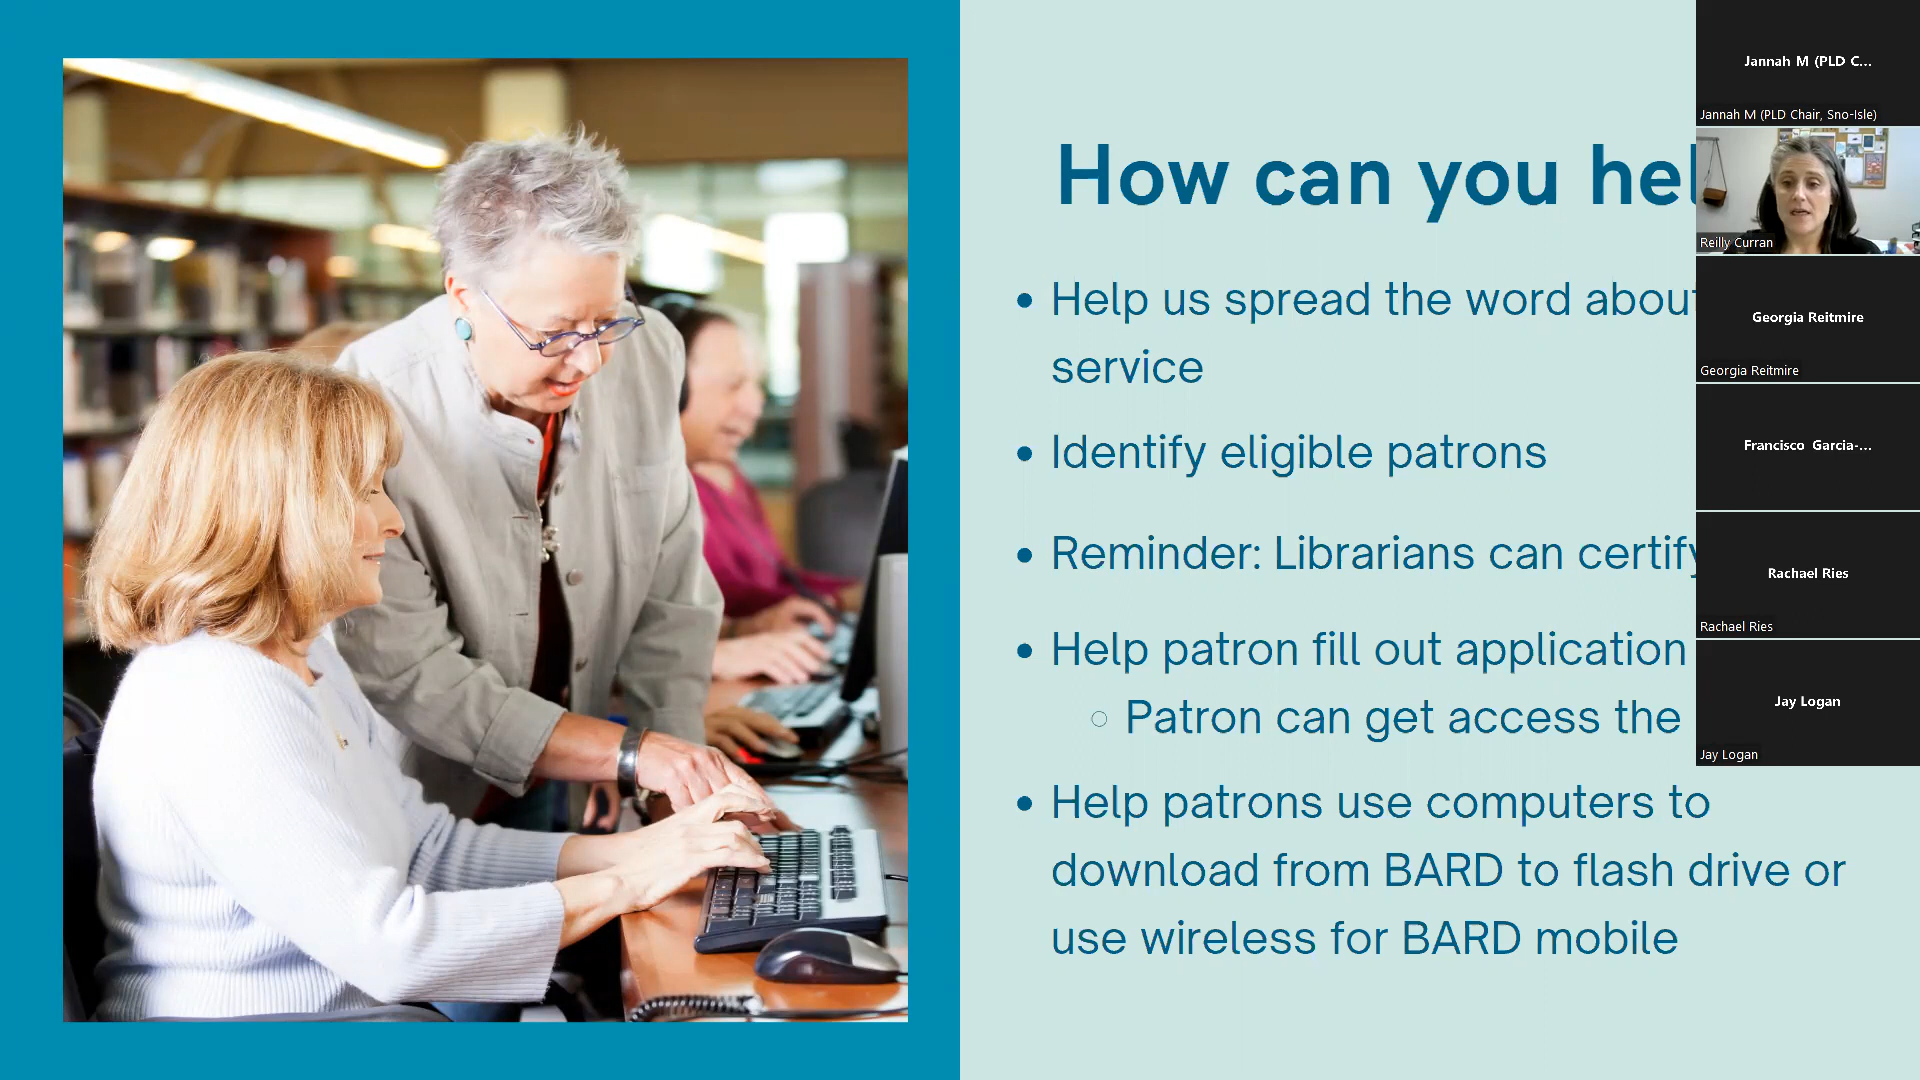 How can you hel
Help us spread the word about
service
Identify eligible patrons
Reminder: Librarians can certify
Help patron fill out application
Patron can get access the
Help patrons use computers to
download from BARD to flash drive or
use wireless for BARD mobile
Jannah M (PLD C...
Jannah M (PLD Chair, Sno-Isle)
Reilly Curran
Georgia Reitmire
Georgia Reitmire
Francisco Garcia-...
Rachael Ries
Rachael Ries
Jay Logan
Jay Logan